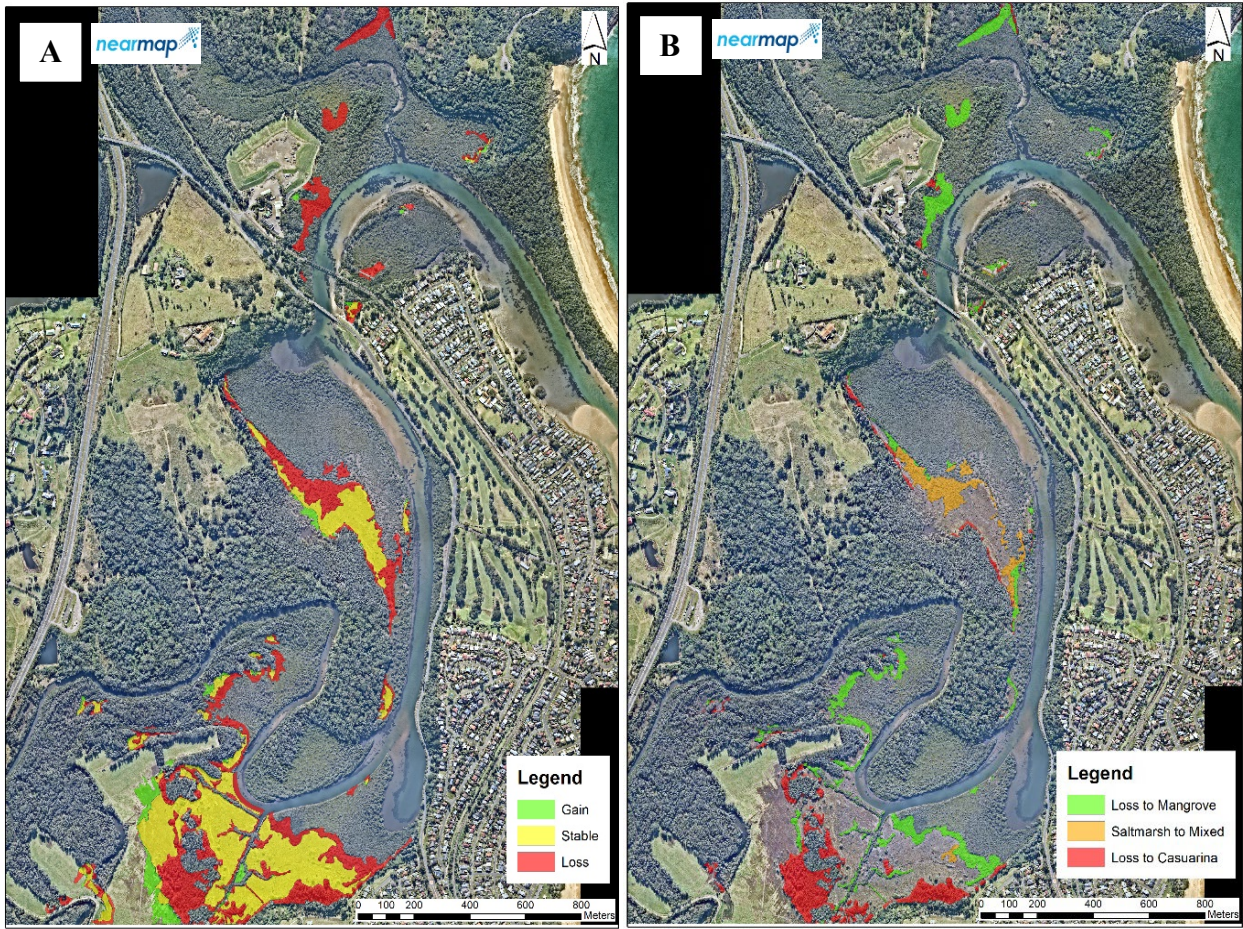 A
nearmap
N
Legend
Gain
Stable
Loss
0 100 200 400 600 800
Meters
B
nearmap
N
Legend
Loss to Mangrove
Saltmarsh to Mixed
Loss to Casuarina
0 100 200 400 600 800
Meters